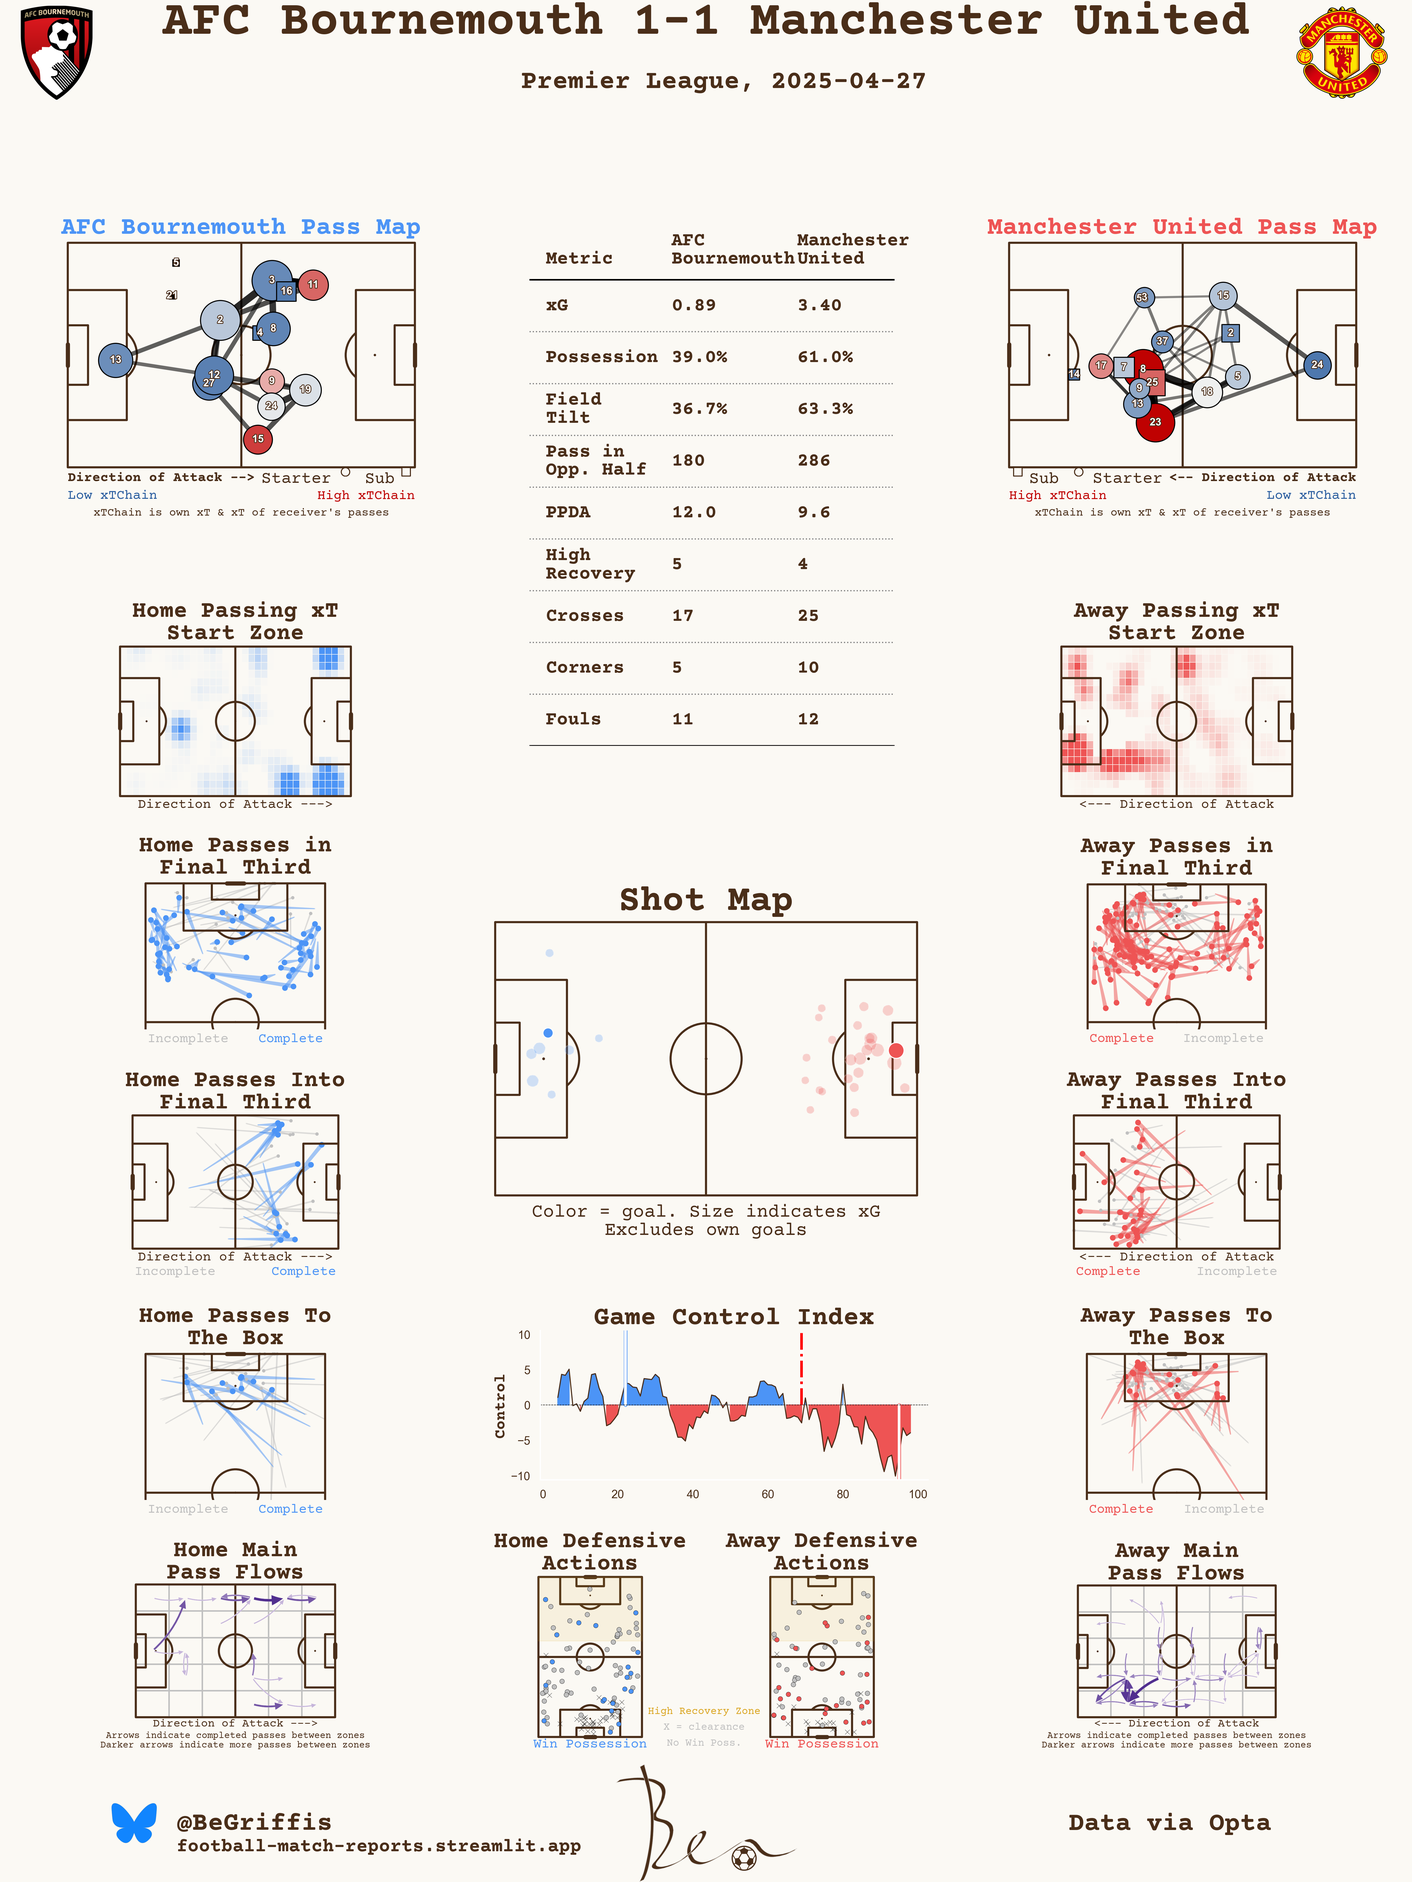 AFC Bournemouth 1-1 Manchester United
Premier League, 2025-04-27
AFC BOURNEMOUTH
MANCHESTER
UNITED
AFC Bournemouth Pass Map
5
21
3
16
11
2
4
8
13
12
27
9
19
24
15
Direction of Attack --> Starter Sub
Low xTChain High xTChain
xTChain is own xT & xT of receiver's passes
Metric AFC Bournemouth Manchester United
xG 0.89 3.40
Possession 39.0% 61.0%
Field Tilt 36.7% 63.3%
Pass in Opp. Half 180 286
PPDA 12.0 9.6
High Recovery 5 4
Crosses 17 25
Corners 5 10
Fouls 11 12
Manchester United Pass Map
53
15
2
37
17
7
8
14
25
9
13
18
5
24
23
Sub Starter <-- Direction of Attack
High xTChain Low xTChain
xTChain is own xT & xT of receiver's passes
Home Passing xT
Start Zone
Direction of Attack --->
Away Passing xT
Start Zone
<--- Direction of Attack
Home Passes in
Final Third
Incomplete Complete
Away Passes in
Final Third
Complete Incomplete
Shot Map
Color = goal. Size indicates xG
Excludes own goals
Home Passes Into
Final Third
Direction of Attack --->
Incomplete Complete
Away Passes Into
Final Third
<--- Direction of Attack
Complete Incomplete
Home Passes To
The Box
Incomplete Complete
Game Control Index
Control
10
5
0
−5
−10
0 20 40 60 80 100
Away Passes To
The Box
Complete Incomplete
Home Main
Pass Flows
Direction of Attack --->
Arrows indicate completed passes between zones
Darker arrows indicate more passes between zones
Home Defensive
Actions
Win Possession
High Recovery Zone
X = clearance
No Win Poss.
Away Defensive
Actions
Win Possession
Away Main
Pass Flows
<--- Direction of Attack
Arrows indicate completed passes between zones
Darker arrows indicate more passes between zones
@BeGriffis
football-match-reports.streamlit.app
Ben
Data via Opta